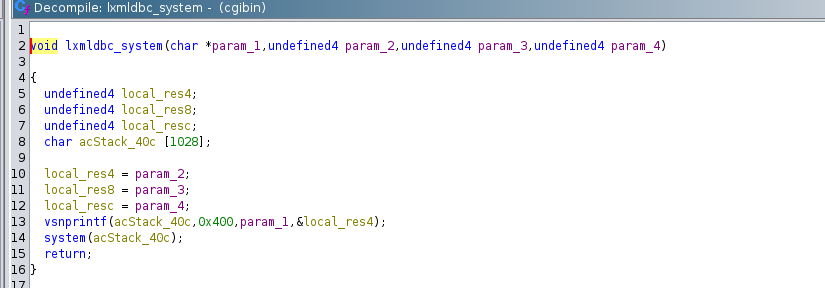 Decompile: lxmldbc_system - (cgibin)
1
2 void lxmldbc_system(char *param_1,undefined4 param_2,undefined4 param_3,undefined4 param_4)
3
4 {
5 undefined4 local_res4;
6 undefined4 local_res8;
7 undefined4 local_resc;
8 char acStack_40c [1028];
9
10 local_res4 = param_2;
11 local_res8 = param_3;
12 local_resc = param_4;
13 vsnprintf(acStack_40c,0x400,param_1,&local_res4);
14 system(acStack_40c);
15 return;
16 }
17